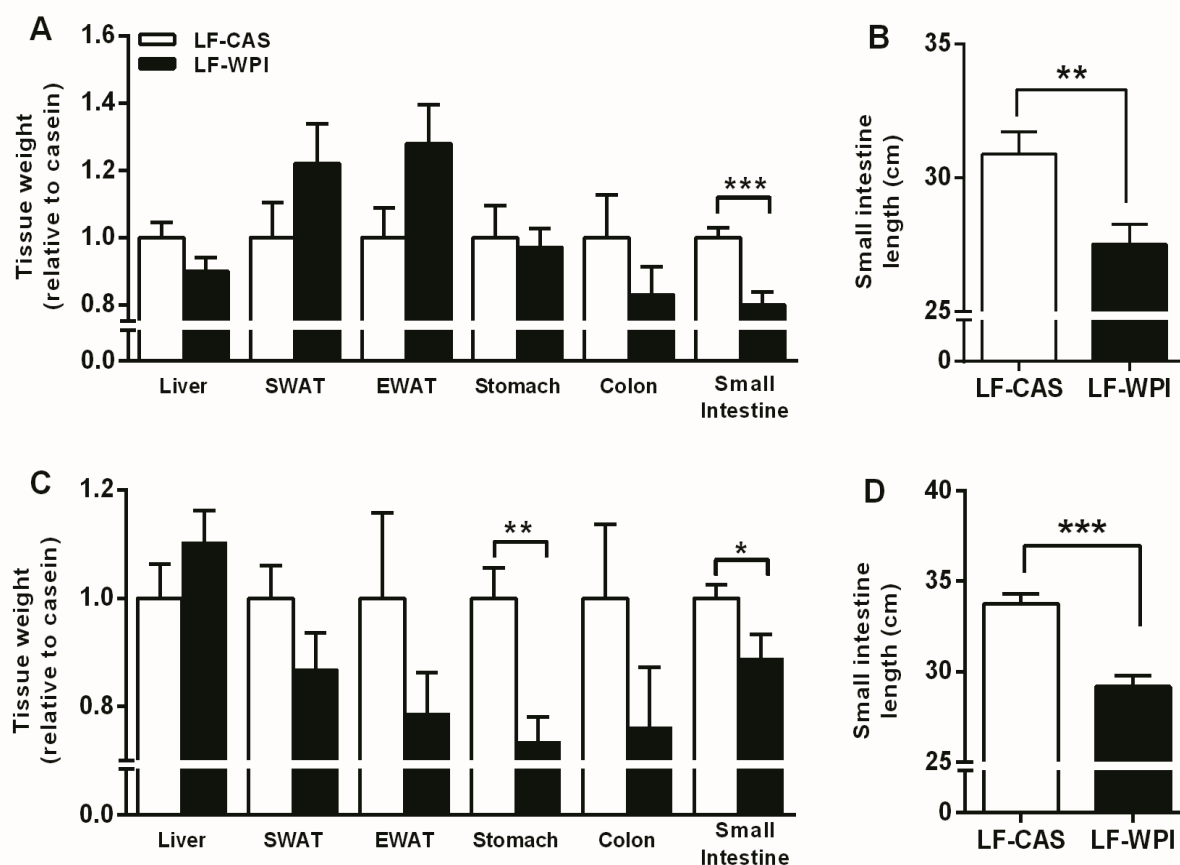 A
1.6
1.4
1.2
1.0
0.8
0.0
Tissue weight
(relative to casein)
LF-CAS
LF-WPI
***
Liver
SWAT
EWAT
Stomach
Colon
Small
Intestine
B
35
30
25
0
Small intestine
length (cm)
**
LF-CAS
LF-WPI
C
1.2
1.0
0.8
0.0
Tissue weight
(relative to casein)
**
*
Liver
SWAT
EWAT
Stomach
Colon
Small
Intestine
D
40
35
30
25
0
Small intestine
length (cm)
***
LF-CAS
LF-WPI